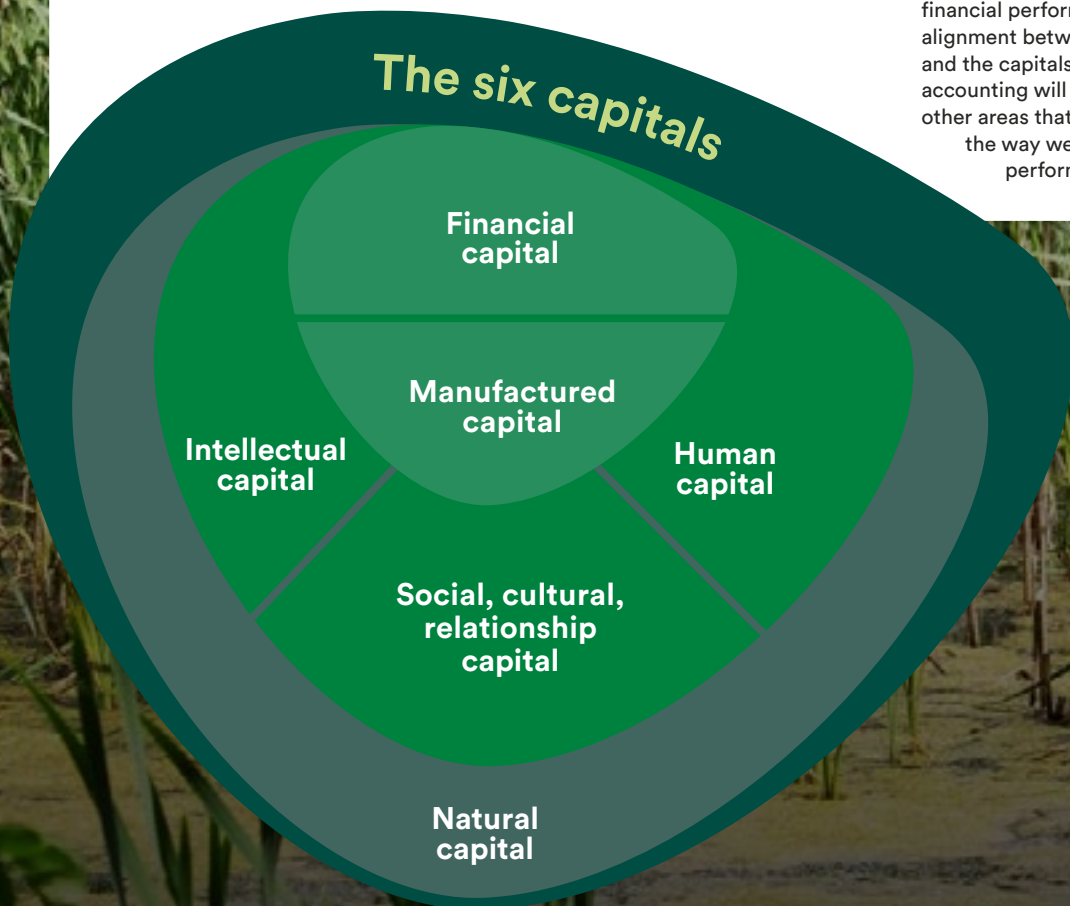 financial
alignment
and the capitals
accounting will
other areas that
the way we
The six capitals
Financial
capital
Manufactured
capital
Intellectual
capital
Human
capital
Social, cultural,
relationship
capital
Natural
capital